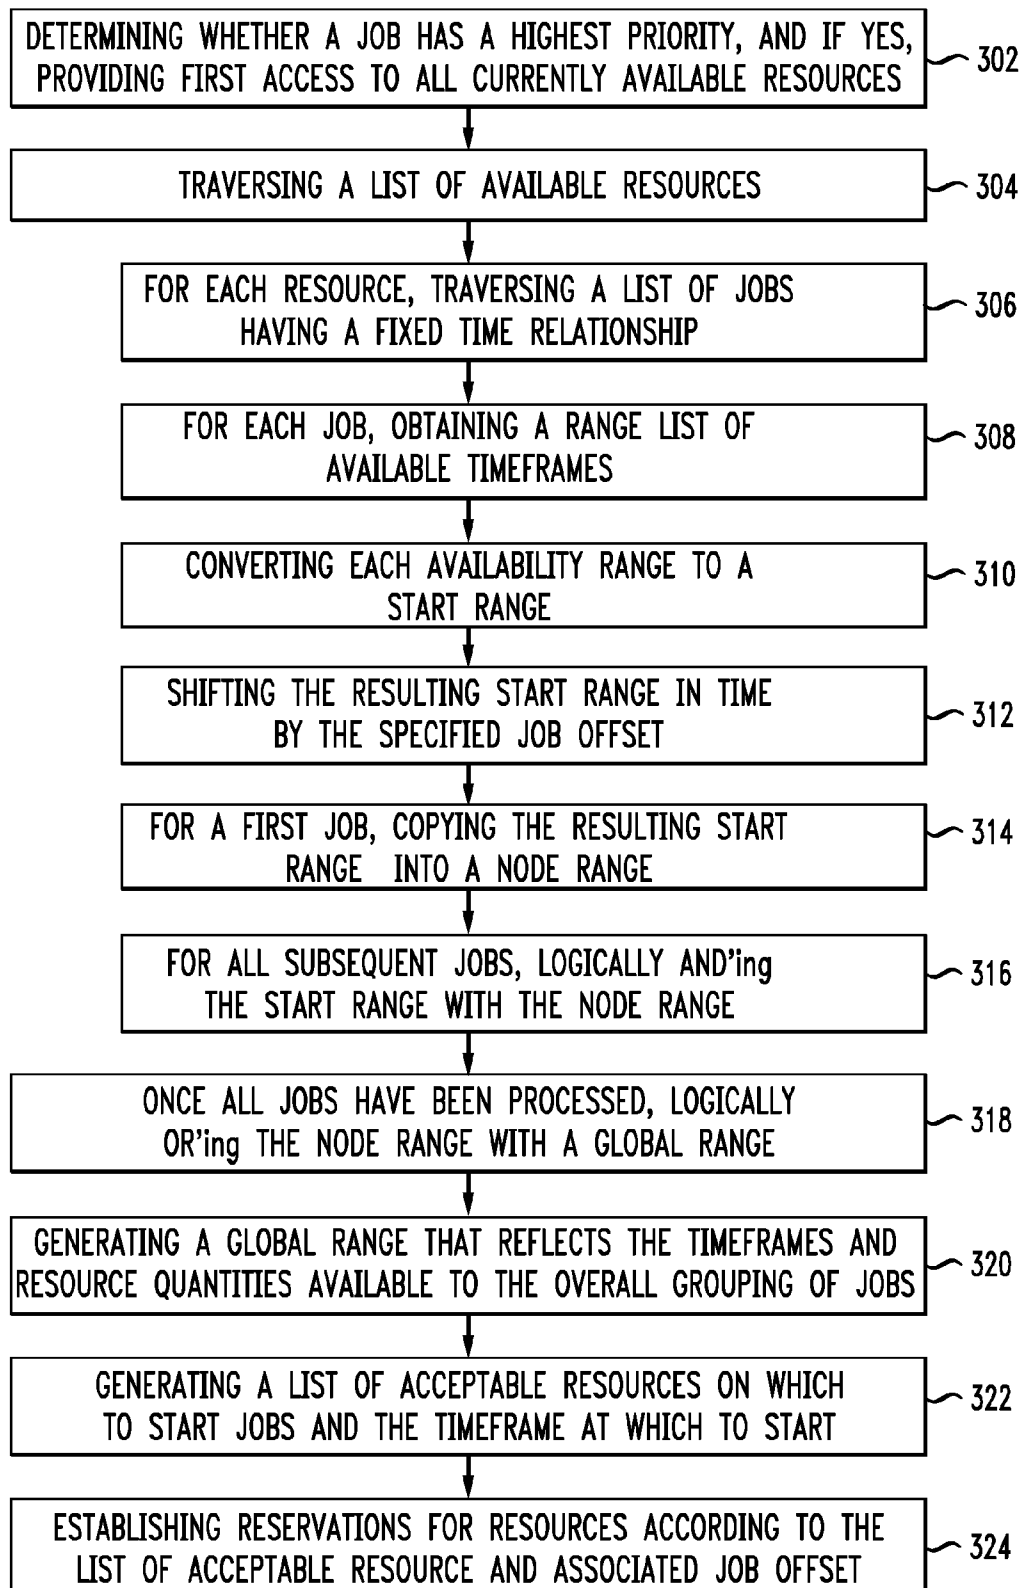 DETERMINING WHETHER A JOB HAS A HIGHEST PRIORITY, AND IF YES,
PROVIDING FIRST ACCESS TO ALL CURRENTLY AVAILABLE RESOURCES
302
TRAVERSING A LIST OF AVAILABLE RESOURCES
304
FOR EACH RESOURCE, TRAVERSING A LIST OF JOBS
HAVING A FIXED TIME RELATIONSHIP
306
FOR EACH JOB, OBTAINING A RANGE LIST OF
AVAILABLE TIMEFRAMES
308
CONVERTING EACH AVAILABILITY RANGE TO A
START RANGE
310
SHIFTING THE RESULTING START RANGE IN TIME
BY THE SPECIFIED JOB OFFSET
312
FOR A FIRST JOB, COPYING THE RESULTING START
RANGE INTO A NODE RANGE
314
FOR ALL SUBSEQUENT JOBS, LOGICALLY AND'ing
THE START RANGE WITH THE NODE RANGE
316
ONCE ALL JOBS HAVE BEEN PROCESSED, LOGICALLY
OR'ing THE NODE RANGE WITH A GLOBAL RANGE
318
GENERATING A GLOBAL RANGE THAT REFLECTS THE TIMEFRAMES AND
RESOURCE QUANTITIES AVAILABLE TO THE OVERALL GROUPING OF JOBS
320
GENERATING A LIST OF ACCEPTABLE RESOURCES ON WHICH
TO START JOBS AND THE TIMEFRAME AT WHICH TO START
322
ESTABLISHING RESERVATIONS FOR RESOURCES ACCORDING TO THE
LIST OF ACCEPTABLE RESOURCE AND ASSOCIATED JOB OFFSET
324